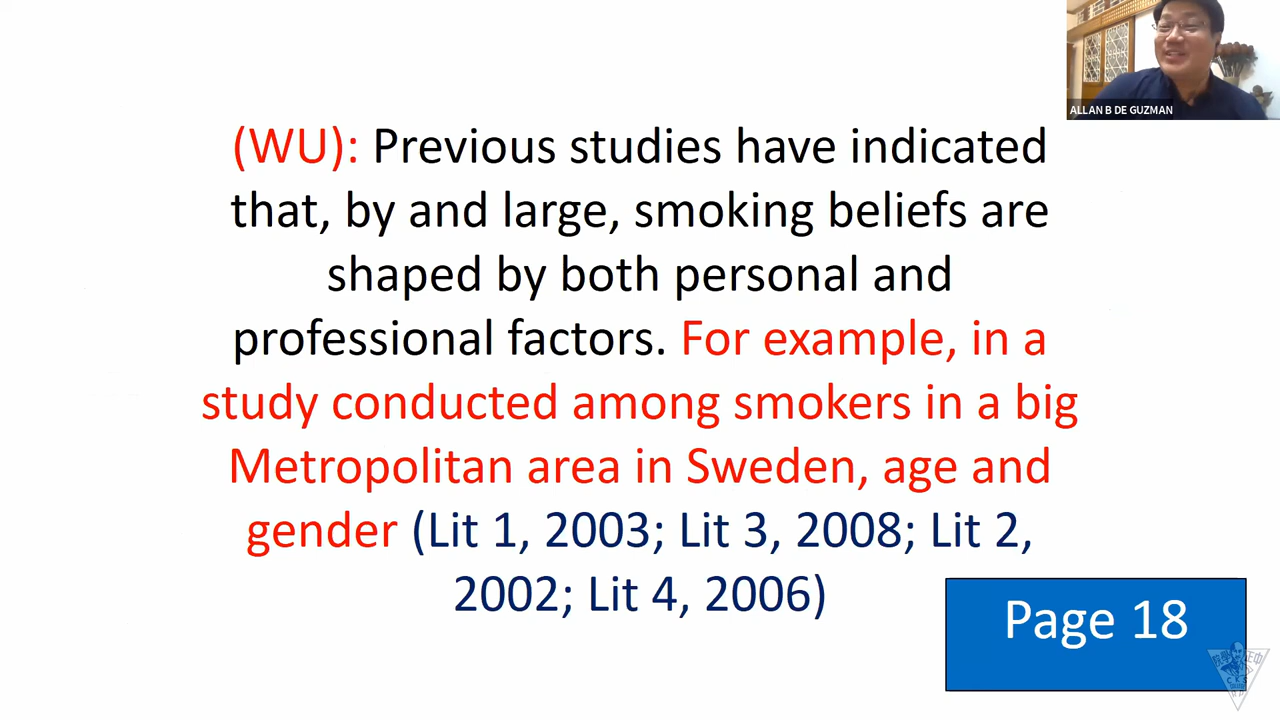 ALLAN B DE GUZMAN
(WU): Previous studies have indicated
that, by and large, smoking beliefs are
shaped by both personal and
professional factors. For example, in a
study conducted among smokers in a big
Metropolitan area in Sweden, age and
gender (Lit 1, 2003; Lit 3, 2008; Lit 2,
2002; Lit 4, 2006)
Page 18